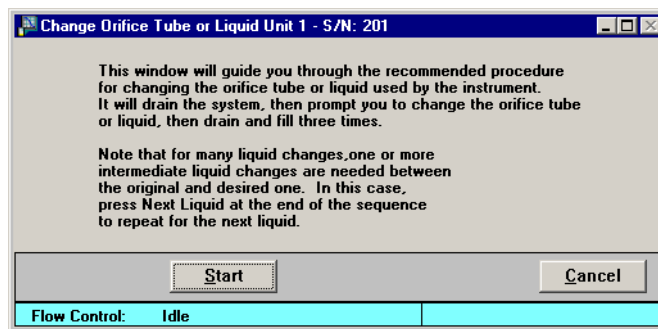 Change Orifice Tube or Liquid Unit 1 - S/N: 201
This window will guide you through the recommended procedure
for changing the orifice tube or liquid used by the instrument.
It will drain the system, then prompt you to change the orifice tube
or liquid, then drain and fill three times.
Note that for many liquid changes,one or more
intermediate liquid changes are needed between
the original and desired one. In this case,
press Next Liquid at the end of the sequence
to repeat for the next liquid.
Start Cancel
Flow Control: Idle